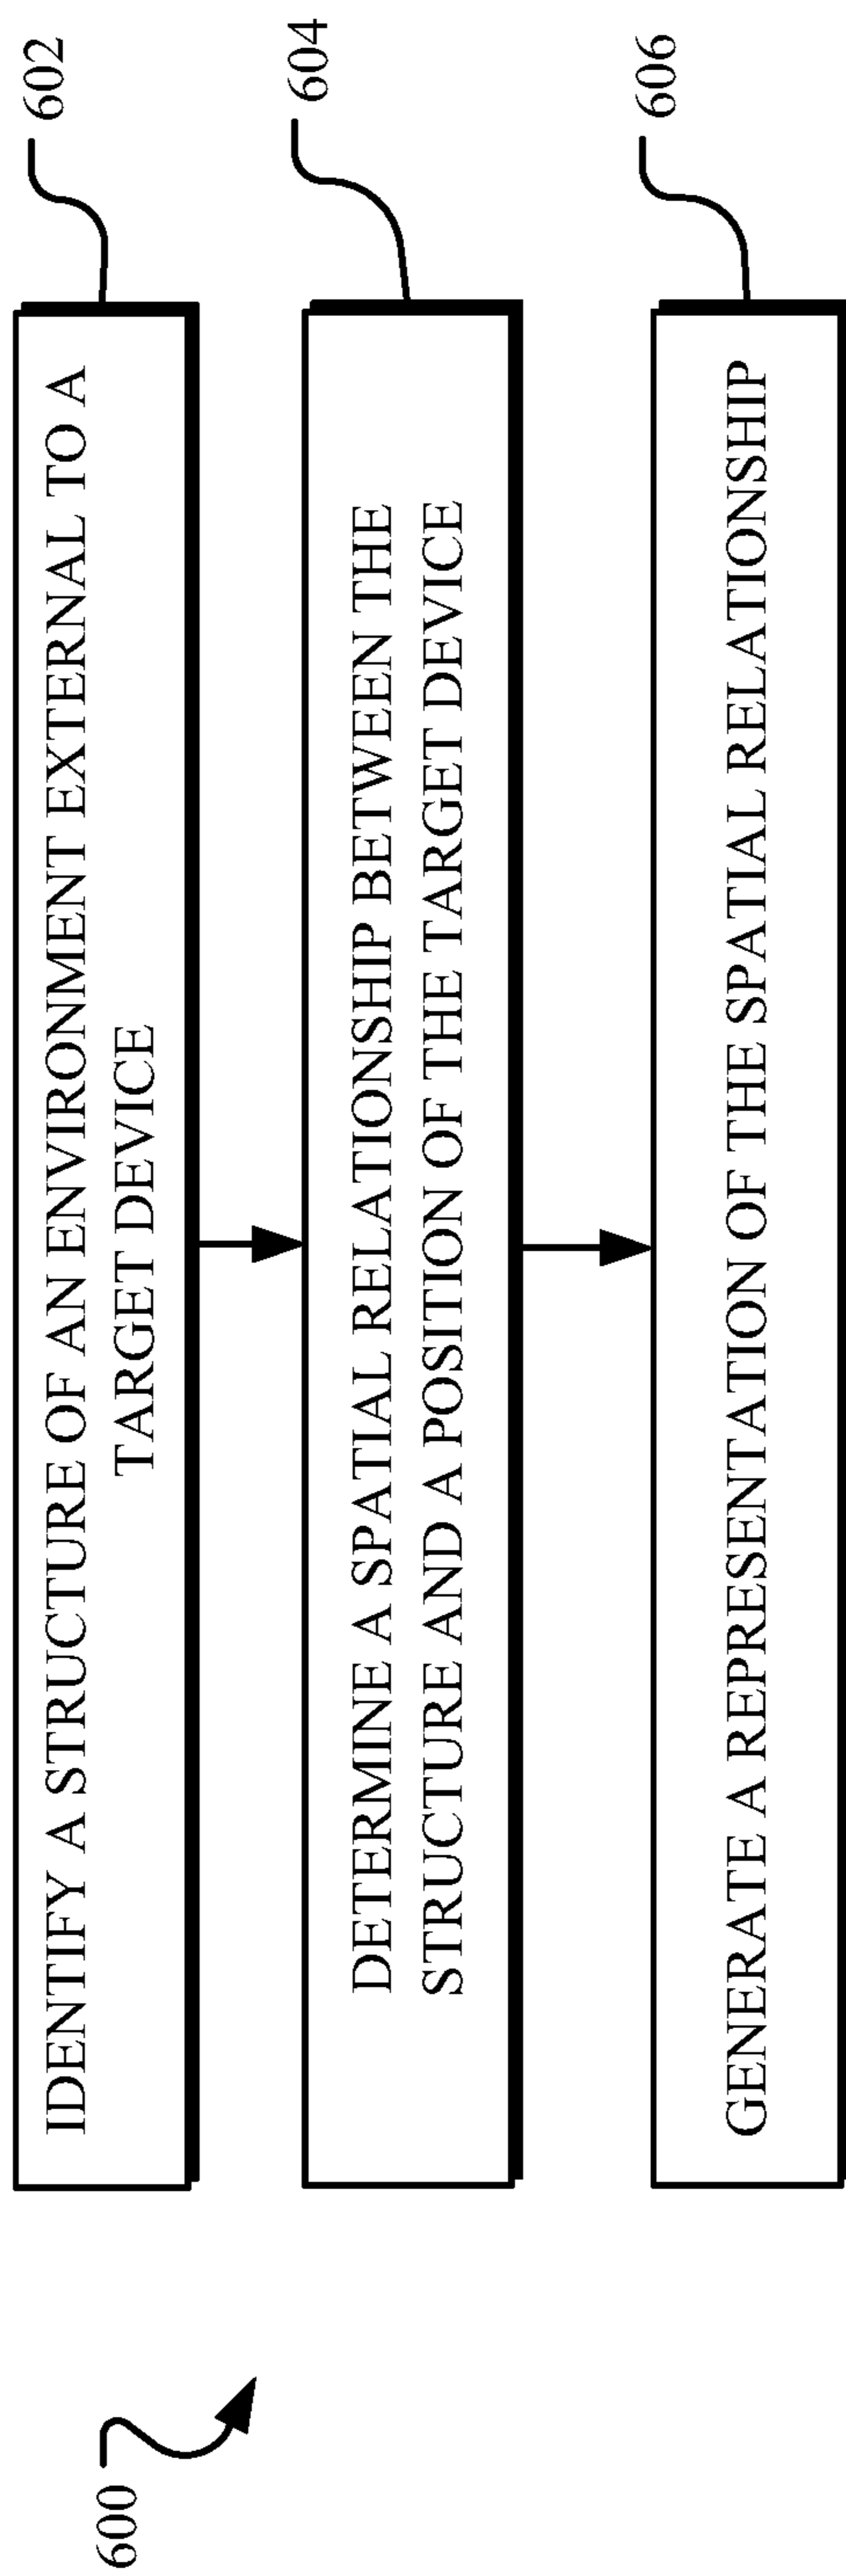 600
602
IDENTIFY A STRUCTURE OF AN ENVIRONMENT EXTERNAL TO A
TARGET DEVICE
604
DETERMINE A SPATIAL RELATIONSHIP BETWEEN THE
STRUCTURE AND A POSITION OF THE TARGET DEVICE
606
GENERATE A REPRESENTATION OF THE SPATIAL RELATIONSHIP